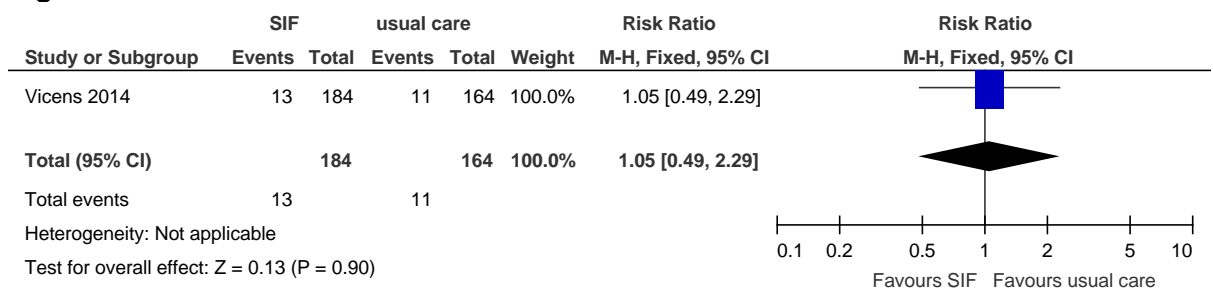 SIF usual care Risk Ratio Risk Ratio
Study or Subgroup Events Total Events Total Weight M-H, Fixed, 95% CI M-H, Fixed, 95% CI
Vicens 2014 13 184 11 164 100.0% 1.05 [0.49, 2.29]
Total (95% CI) 184 164 100.0% 1.05 [0.49, 2.29]
Total events 13 11
Heterogeneity: Not applicable
Test for overall effect: Z = 0.13 (P = 0.90)
0.1 0.2 0.5 1 2 5 10
Favours SIF Favours usual care